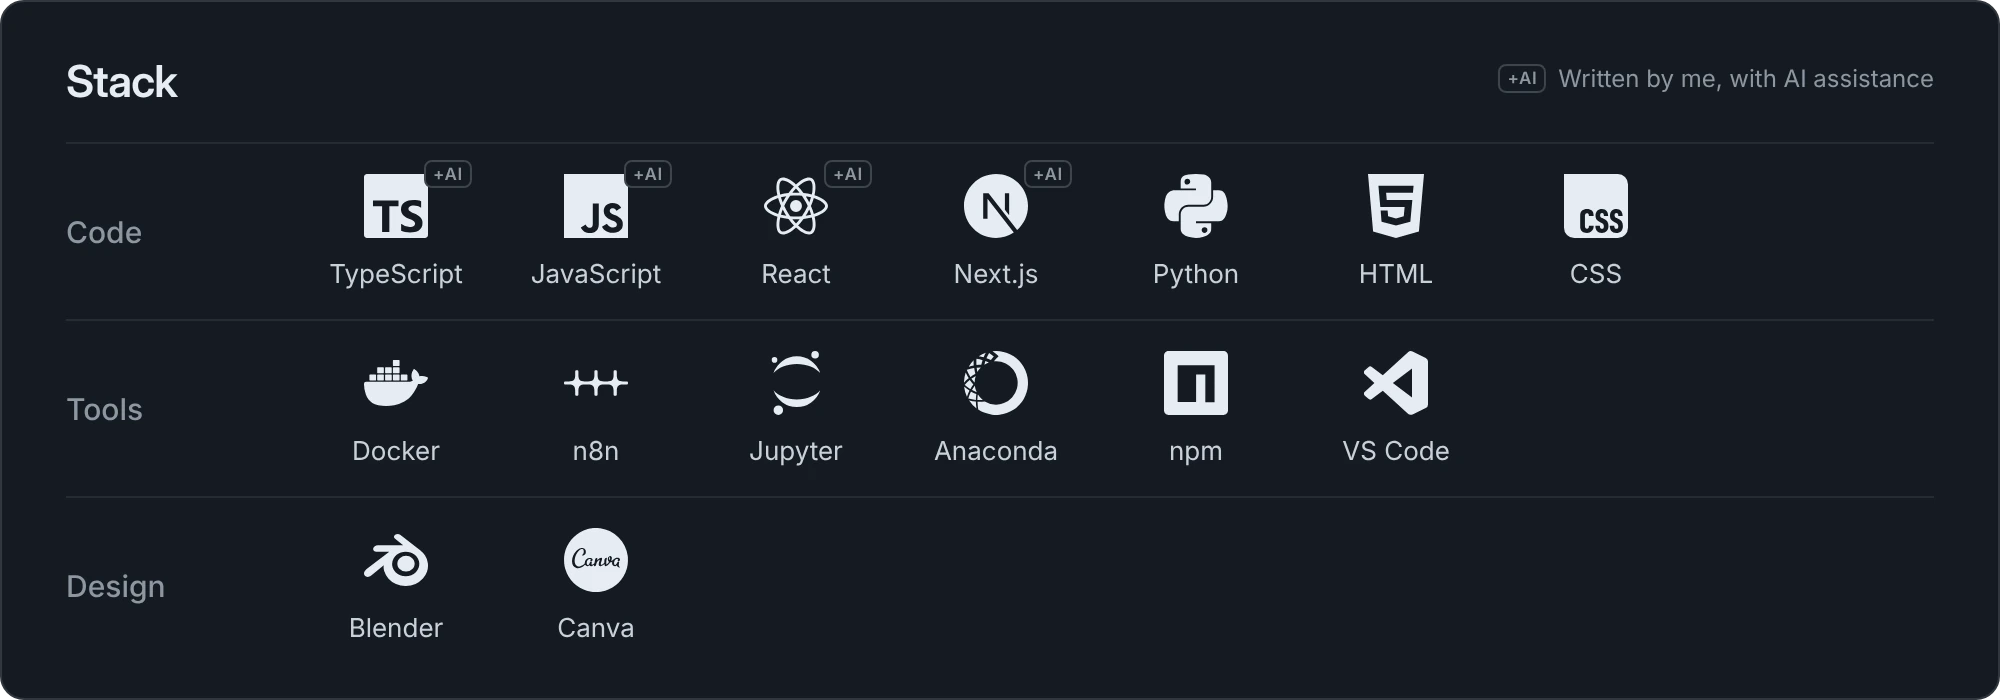 Stack
+AI Written by me, with AI assistance
Code
+AI
TS
TypeScript
+AI
JS
JavaScript
+AI
React
+AI
N
Next.js
Python
5
HTML
CSS
CSS
Tools
Docker
n8n
Jupyter
Anaconda
n
npm
VS Code
Design
Blender
Canva
Canva